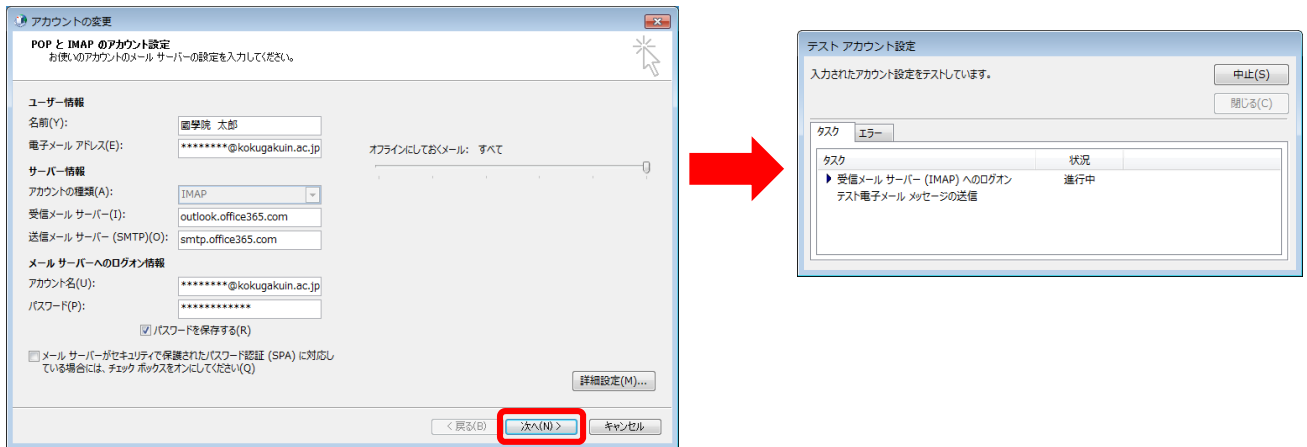 アカウントの変更
POP と IMAP のアカウント設定
お使いのアカウントのメール サーバーの設定を入力してください。
ユーザー情報
名前(Y):
國學院 太郎
電子メール アドレス(E):
********@kokugakuin.ac.jp
サーバー情報
アカウントの種類(A):
IMAP
受信メール サーバー(I):
outlook.office365.com
送信メール サーバー (SMTP)(O):
smtp.office365.com
メール サーバーへのログオン情報
アカウント名(U):
********@kokugakuin.ac.jp
パスワード(P):
************
パスワードを保存する(R)
メール サーバーがセキュリティで保護されたパスワード認証 (SPA) に対応し
ている場合には、チェック ボックスをオンにしてください(Q)
オフラインにしておくメール: すべて
詳細設定(M)...
< 戻る(B)
次へ(N) >
キャンセル
テスト アカウント設定
入力されたアカウント設定をテストしています。
中止(S)
閉じる(C)
タスク
エラー
タスク 状況
受信メール サーバー (IMAP) へのログオン 進行中
テスト電子メール メッセージの送信